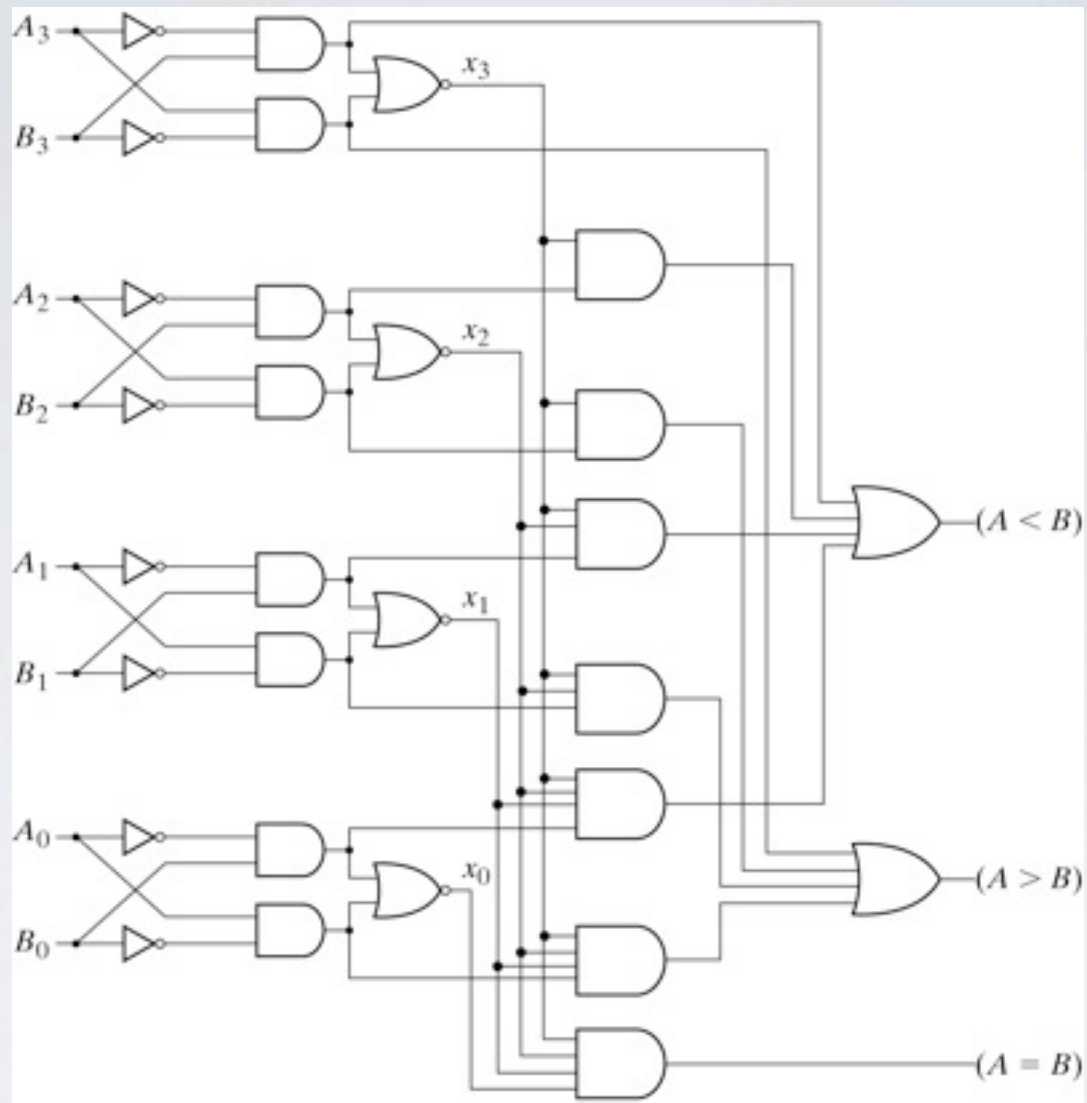 A₃
x₃
B₃
A₂
x₂
B₂
(A < B)
A₁
x₁
B₁
A₀
x₀
(A > B)
B₀
(A = B)